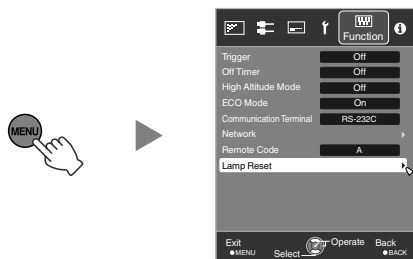 MENU
Function
Trigger Off
Off Timer Off
High Altitude Mode Off
ECO Mode On
Communication Terminal RS-232C
Network
Remote Code A
Lamp Reset
Exit Operate Back
MENU Select BACK